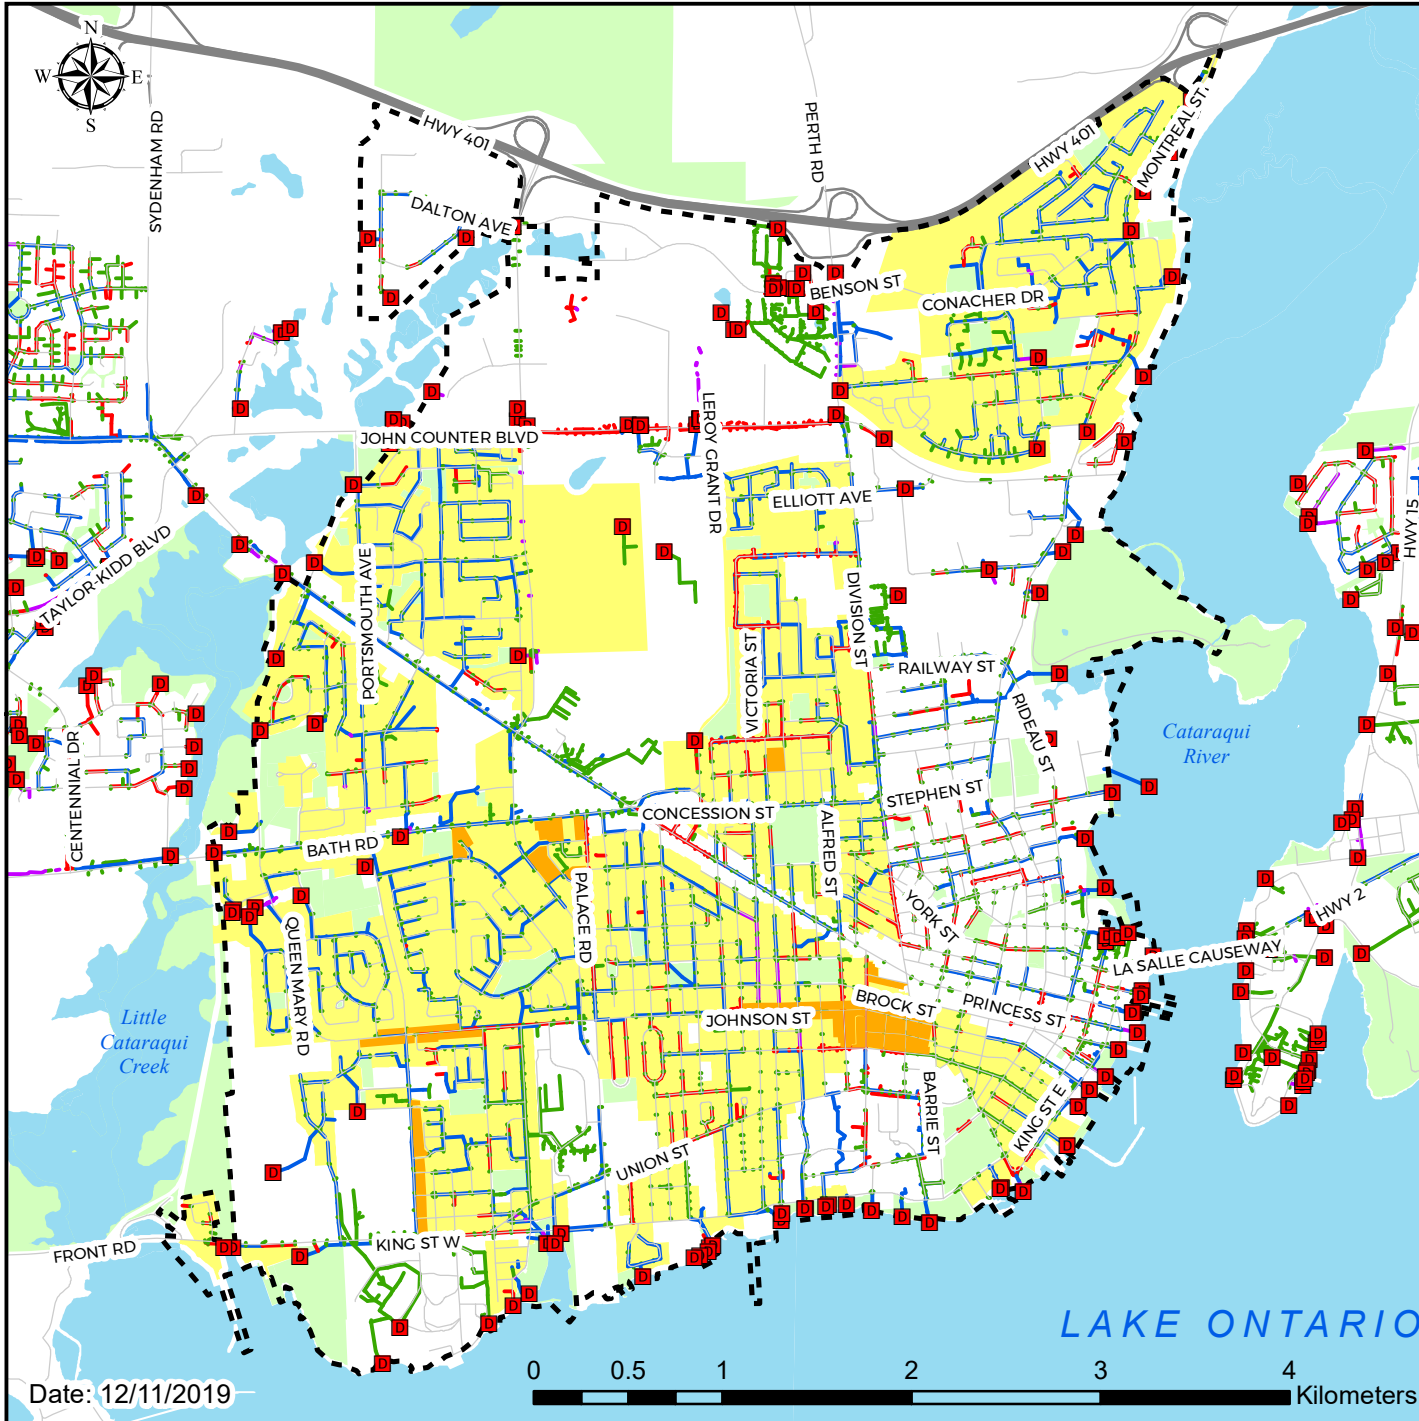 N
W E
S
SYDENHAM RD
HWY 401
PERTH RD
HWY 401
MONTREAL ST
DALTON AVE
BENSON ST
CONACHER DR
LEROY GRANT DR
JOHN COUNTER BLVD
ELLIOTT AVE
HWY 15
TAYLOR-KIDD BLVD
PORTSMOUTH AVE
DIVISION ST
VICTORIA ST
RAILWAY ST
RIDEAU ST
Cataraqui
River
CENTENNIAL DR
STEPHEN ST
CONCESSION ST
ALFRED ST
BATH RD
PALACE RD
YORK ST
HWY 2
QUEEN MARY RD
LA SALLE CAUSEWAY
BROCK ST
PRINCESS ST
JOHNSON ST
Little
Cataraqui
Creek
BARRIE ST
KING ST E
UNION ST
KING ST W
FRONT RD
LAKE ONTARIO
0 0.5 1 2 3 4
Kilometers
Date: 12/11/2019